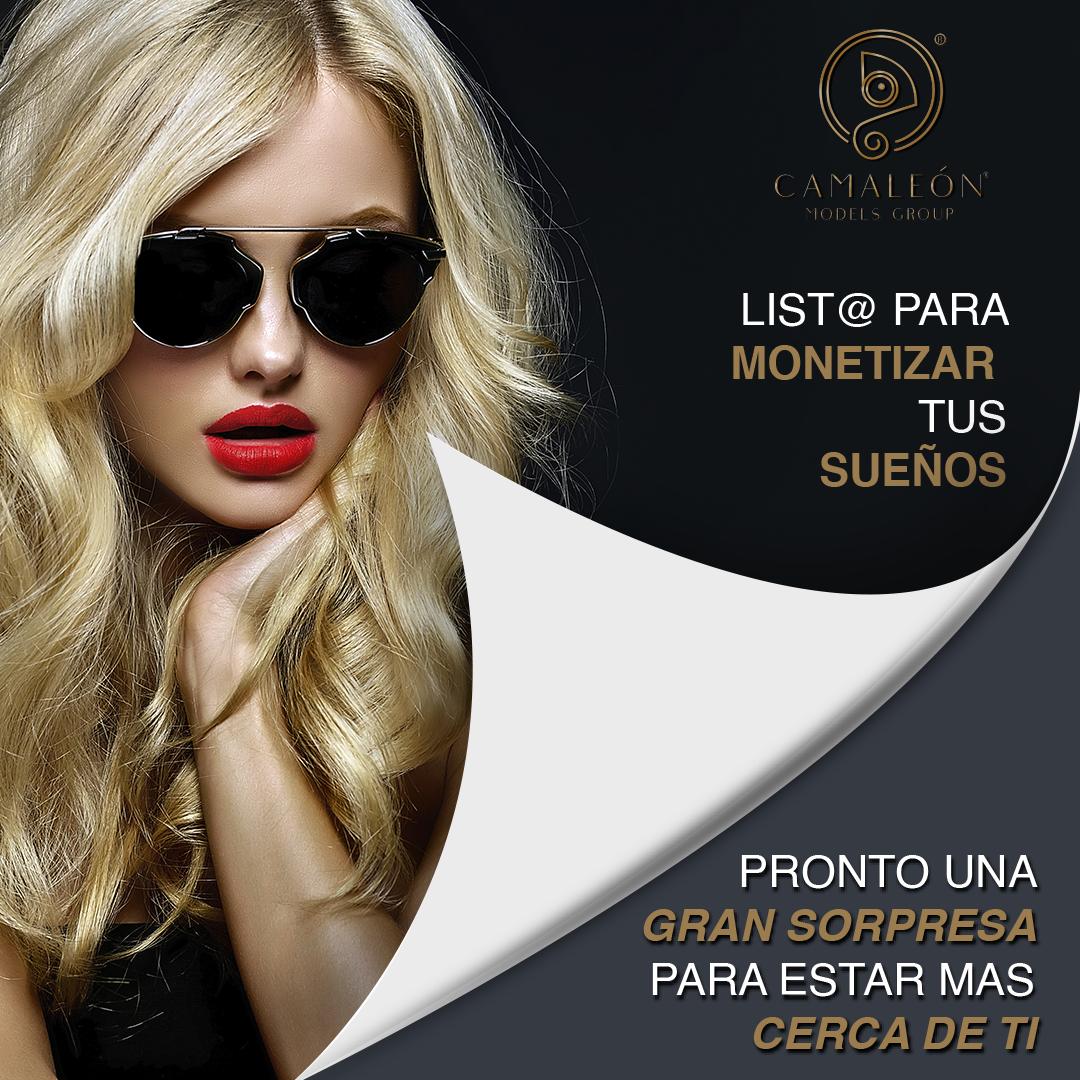 ®
CAMALEÓN®
MODELS GROUP
LIST@ PARA
MONETIZAR
TUS
SUEÑOS
PRONTO UNA
GRAN SORPRESA
PARA ESTAR MAS
CERCA DE TI